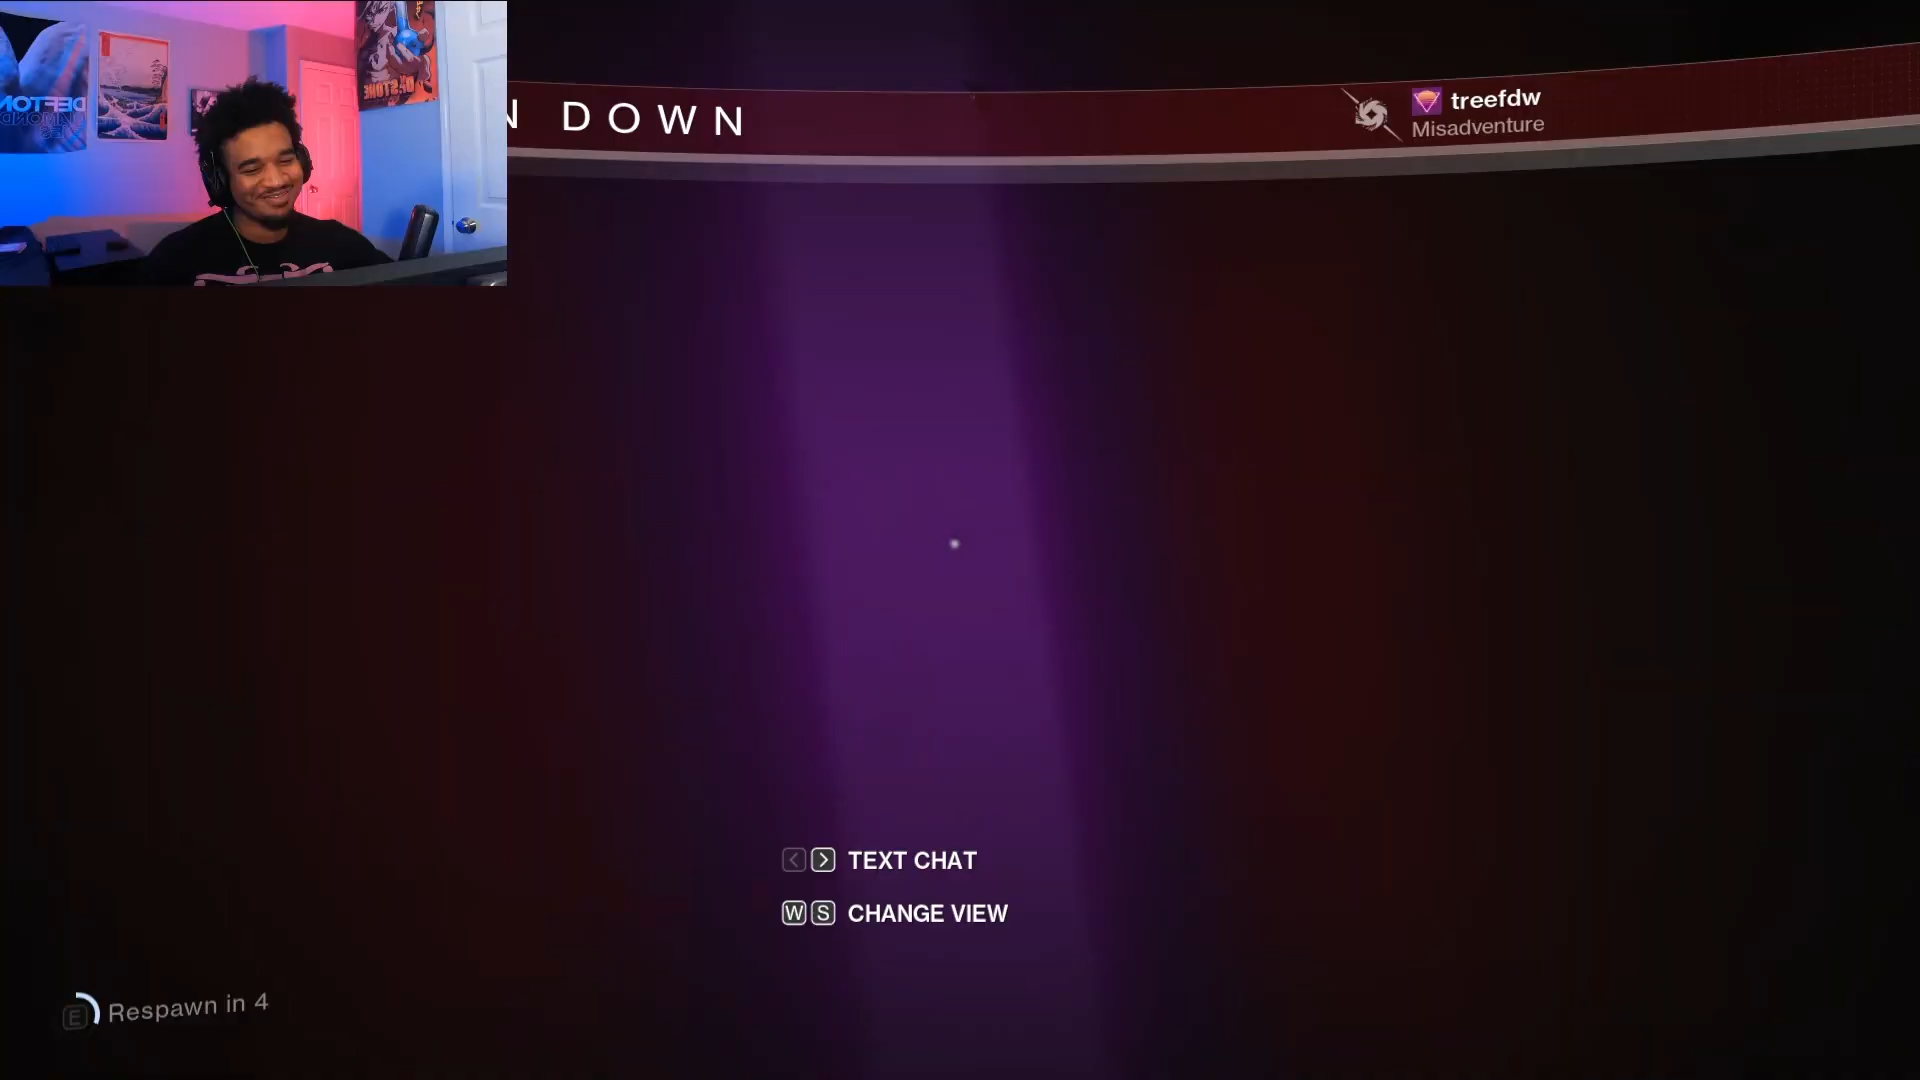 N DOWN
treefdw
Misadventure
< > TEXT CHAT
W S CHANGE VIEW
E Respawn in 4